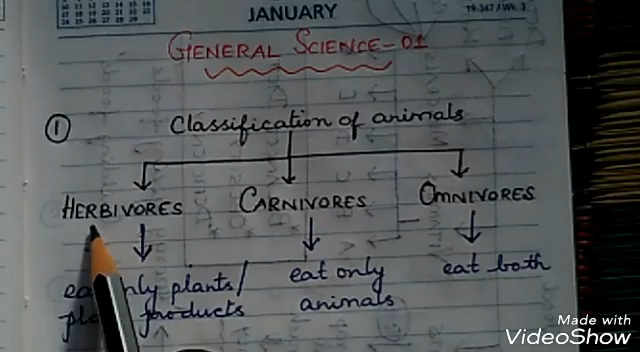 JANUARY
GENERAL SCIENCE-01
① Classification of animals
HERBIVORES CARNIVORES OMNIVORES
only plants/ eat only eat both
products animals
Made with
VideoShow